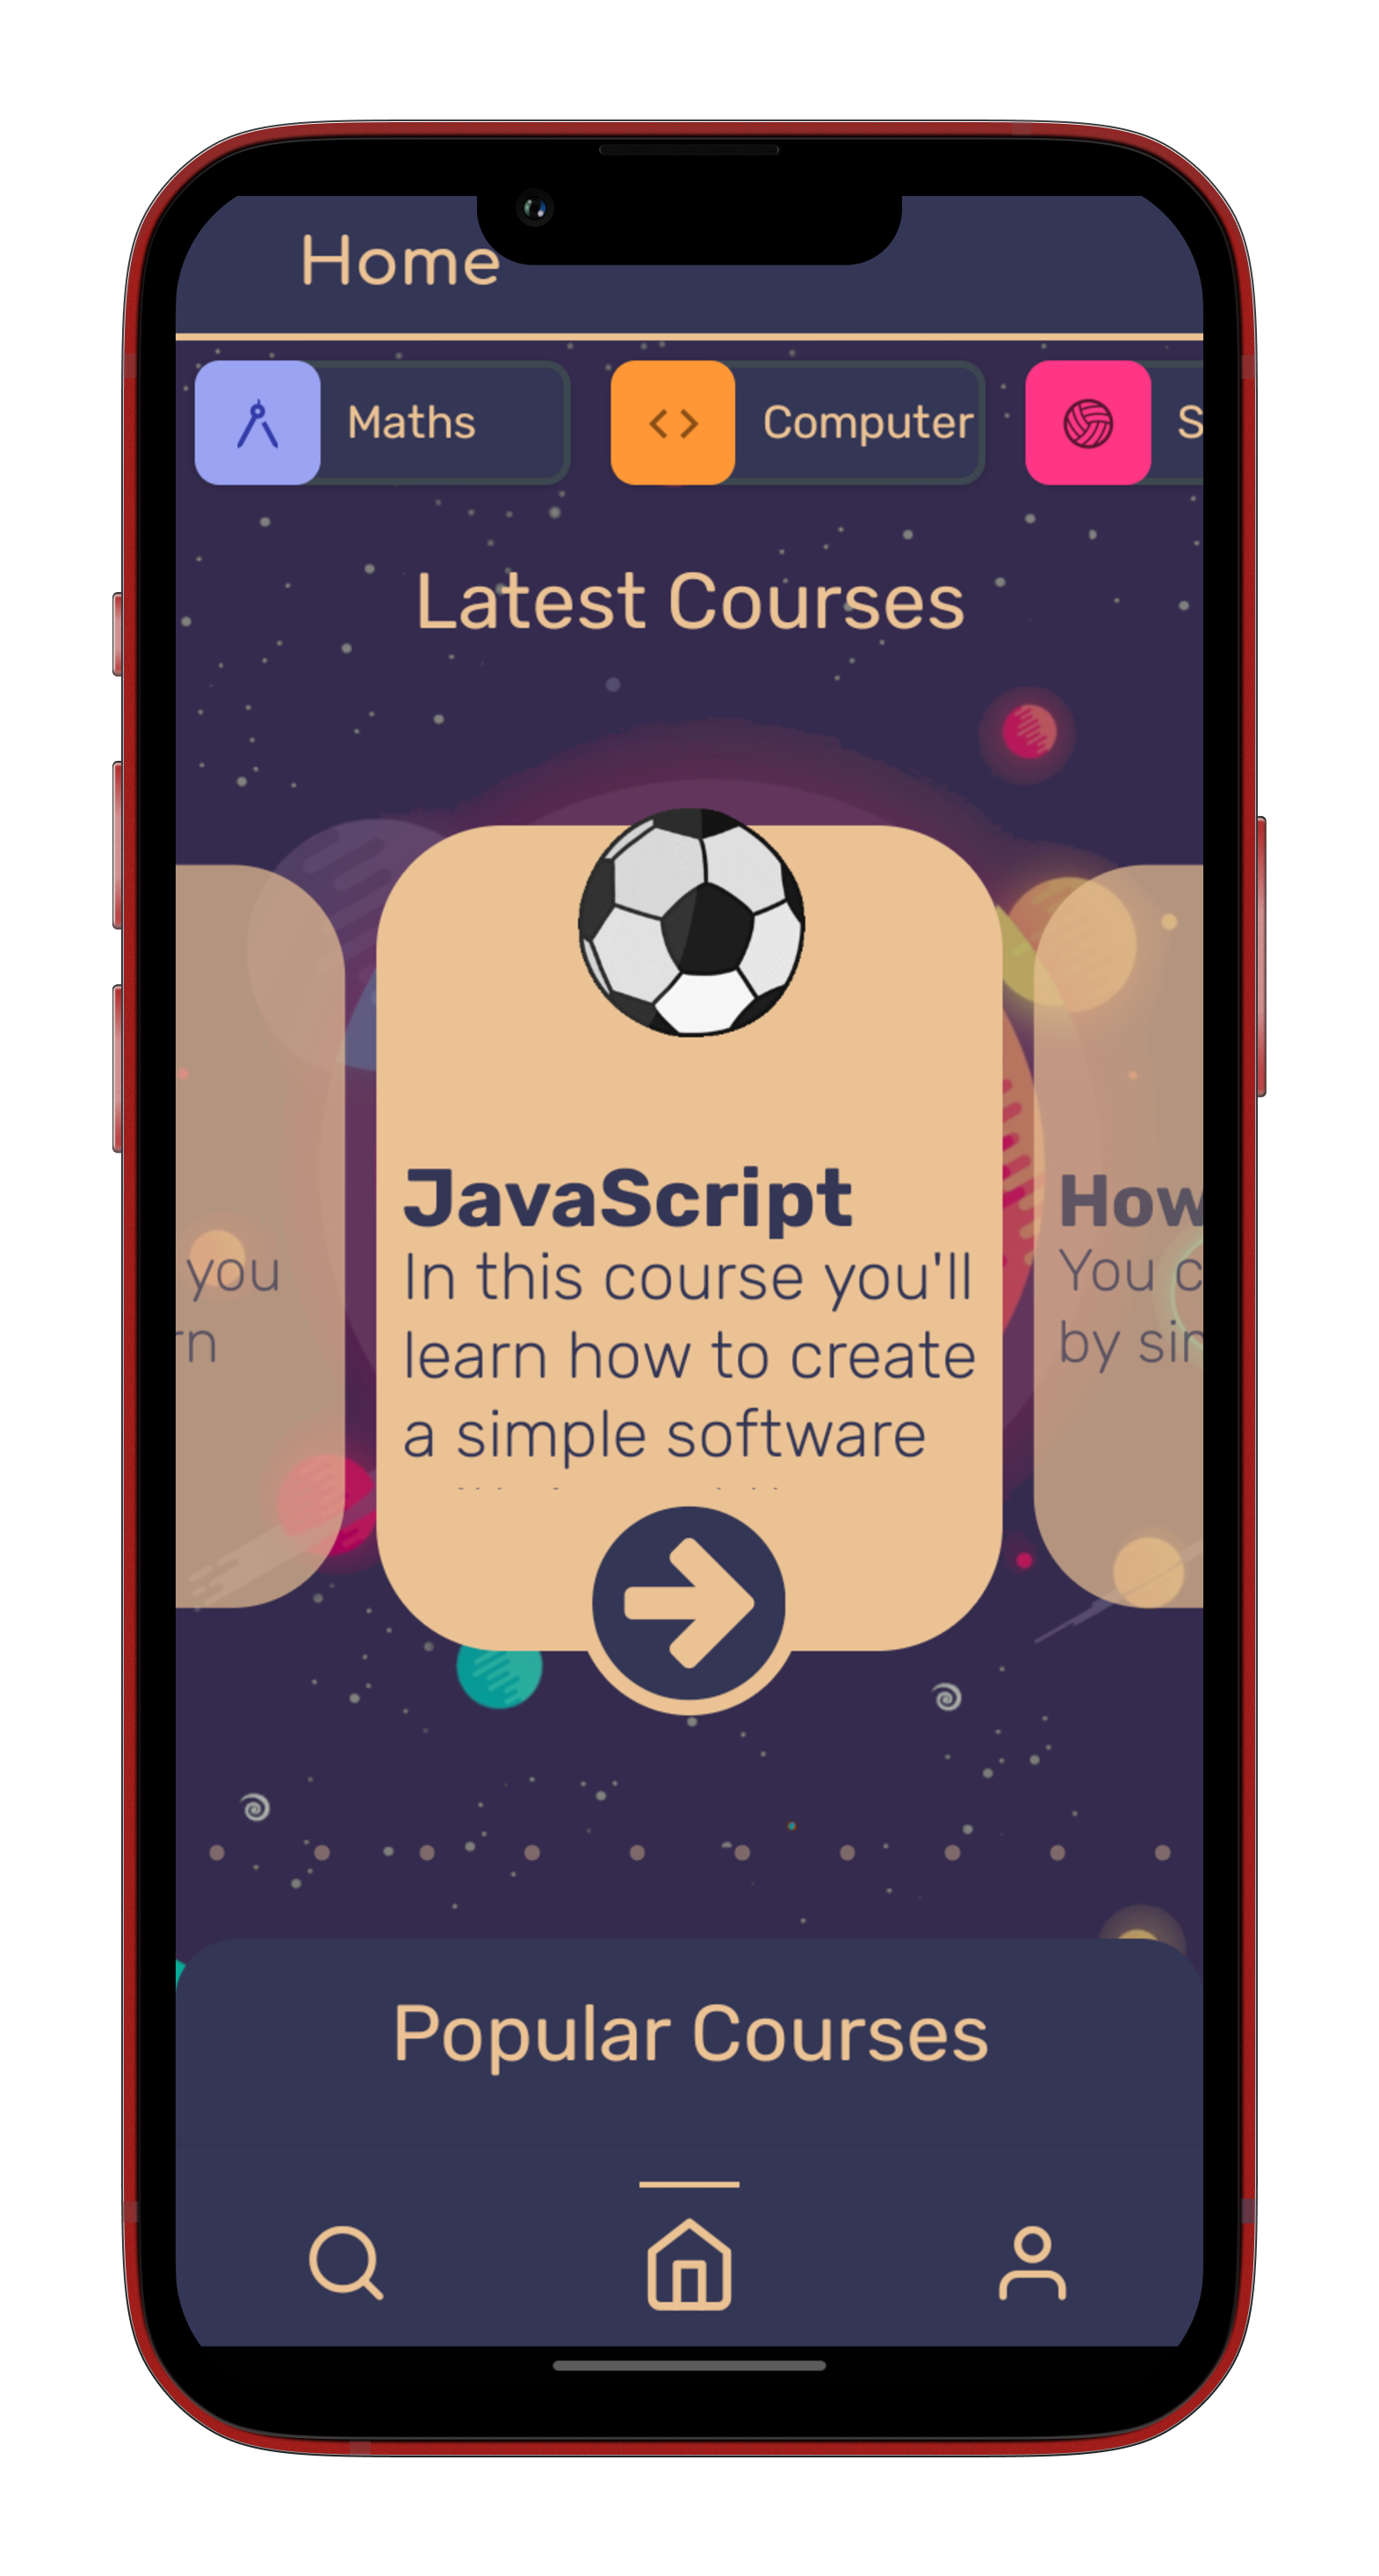 Home
Maths
Computer
S
Latest Courses
you
rn
JavaScript
In this course you'll
learn how to create
a simple software
How
You c
by sin
Popular Courses